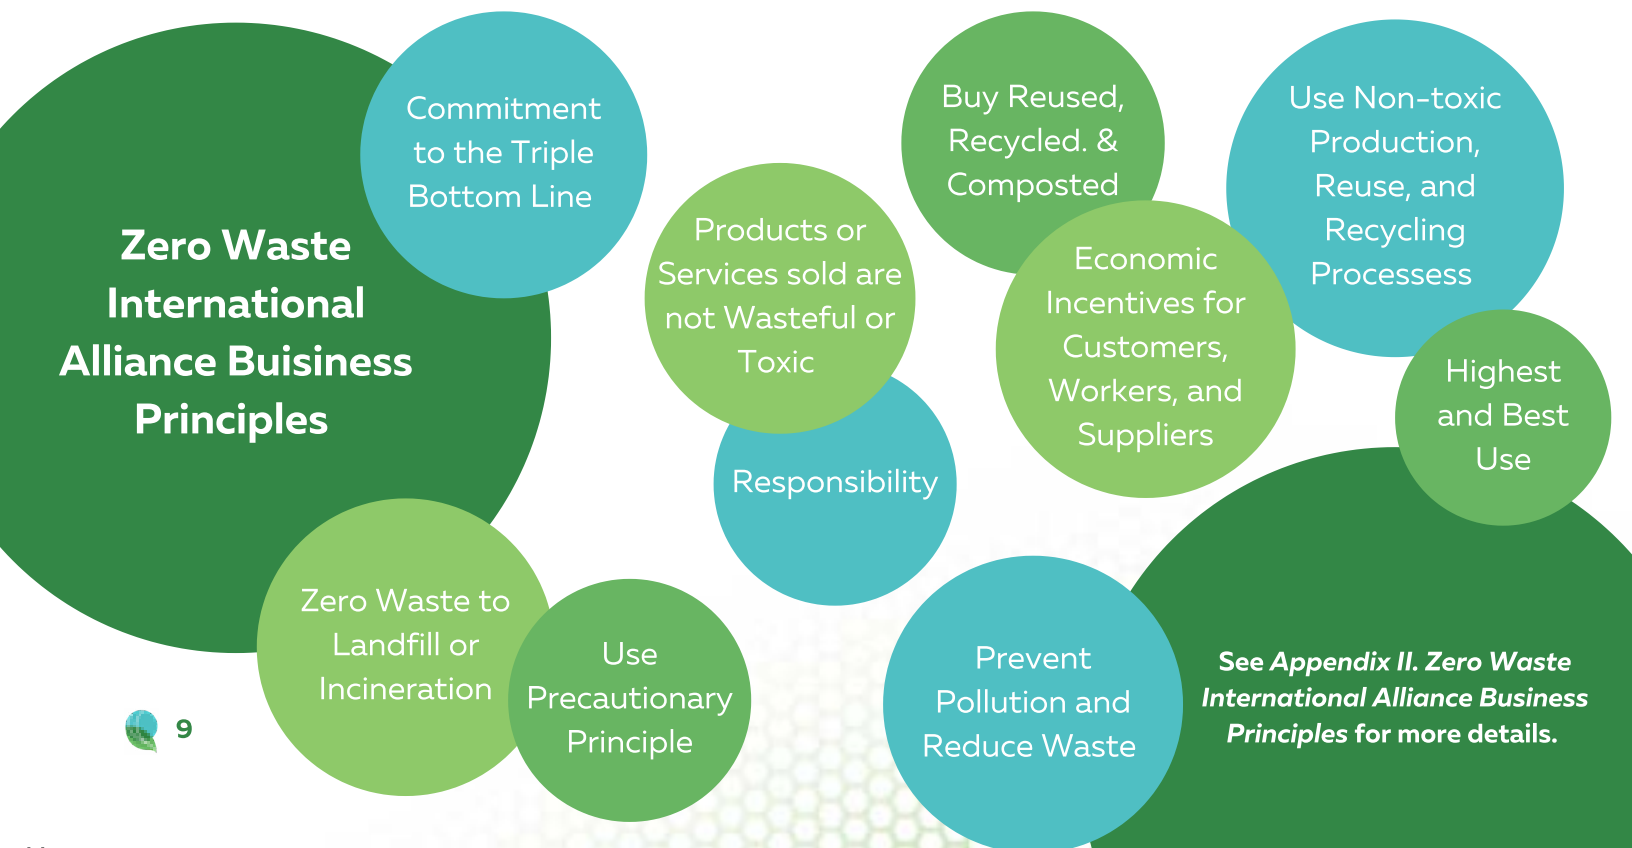 Zero Waste
International
Alliance Buisiness
Principles
Commitment
to the Triple
Bottom Line
Products or
Services sold are
not Wasteful or
Toxic
Responsibility
Buy Reused,
Recycled. &
Composted
Economic
Incentives for
Customers,
Workers, and
Suppliers
Use Non-toxic
Production,
Reuse, and
Recycling
Processess
Highest
and Best
Use
Zero Waste to
Landfill or
Incineration
Use
Precautionary
Principle
Prevent
Pollution and
Reduce Waste
See Appendix II. Zero Waste
International Alliance Business
Principles for more details.
9